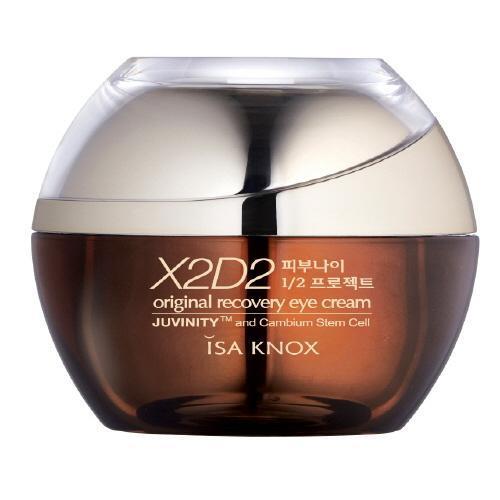 X2D2 피부나이
1/2 프로젝트
original recovery eye cream
JUVINITY™ and Cambium Stem Cell
ISA KNOX